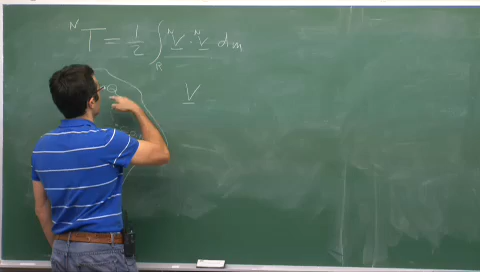 ᴺT = 1/2 ∫_R ᴺV · ᴺV dm
V
Q